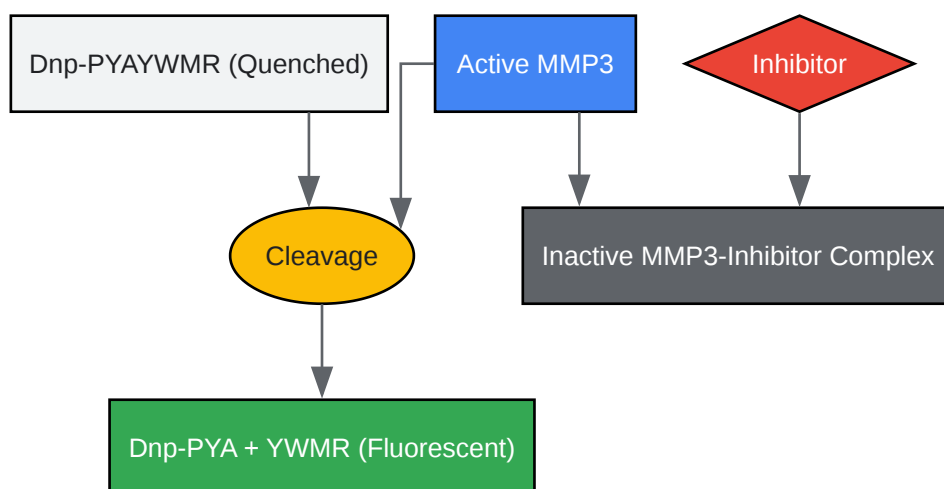 Dnp-PYAYWMR (Quenched)
Active MMP3
Inhibitor
Cleavage
Inactive MMP3-Inhibitor Complex
Dnp-PYA + YWMR (Fluorescent)